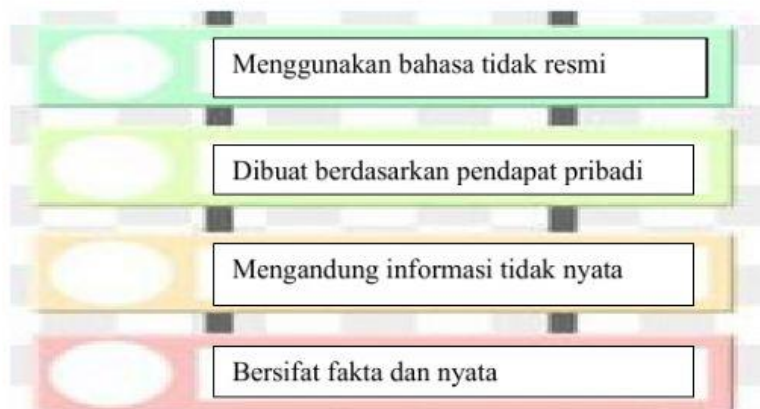 Menggunakan bahasa tidak resmi
Dibuat berdasarkan pendapat pribadi
Mengandung informasi tidak nyata
Bersifat fakta dan nyata